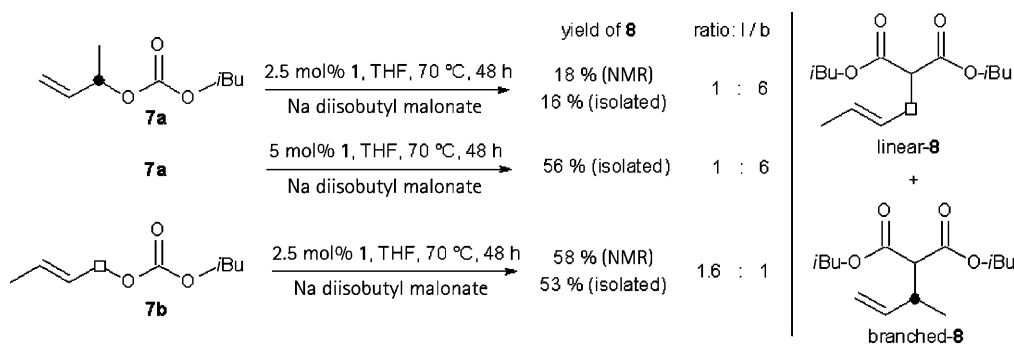 yield of 8 ratio: l / b
O
O O iBu
7a
2.5 mol% 1, THF, 70 ºC, 48 h
Na diisobutyl malonate
18 % (NMR)
16 % (isolated)
1 : 6
7a
5 mol% 1, THF, 70 ºC, 48 h
Na diisobutyl malonate
56 % (isolated)
1 : 6
O
O O iBu
7b
2.5 mol% 1, THF, 70 ºC, 48 h
Na diisobutyl malonate
58 % (NMR)
53 % (isolated)
1.6 : 1
O O
iBu-O O-iBu
linear-8
+
O O
iBu-O O-iBu
branched-8